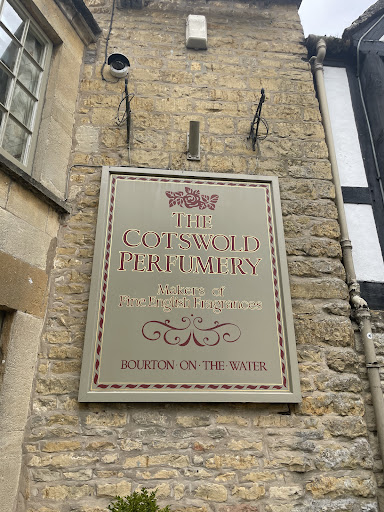 THE
COTSWOLD
PERFUMERY
Makers of
Fine English Fragrances
BOURTON · ON · THE · WATER